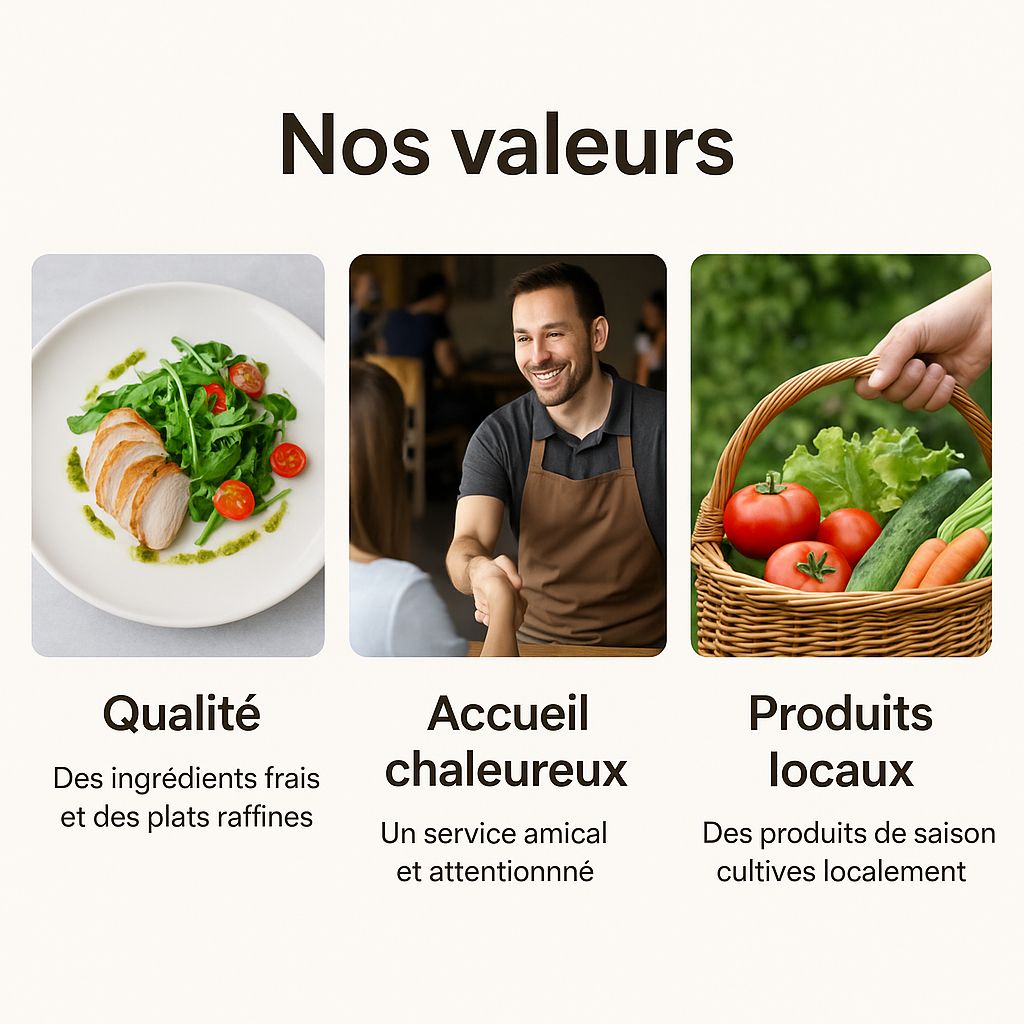 Nos valeurs
Qualité
Des ingrédients frais
et des plats raffines
Accueil
chaleureux
Un service amical
et attentionnné
Produits
locaux
Des produits de saison
cultives localement